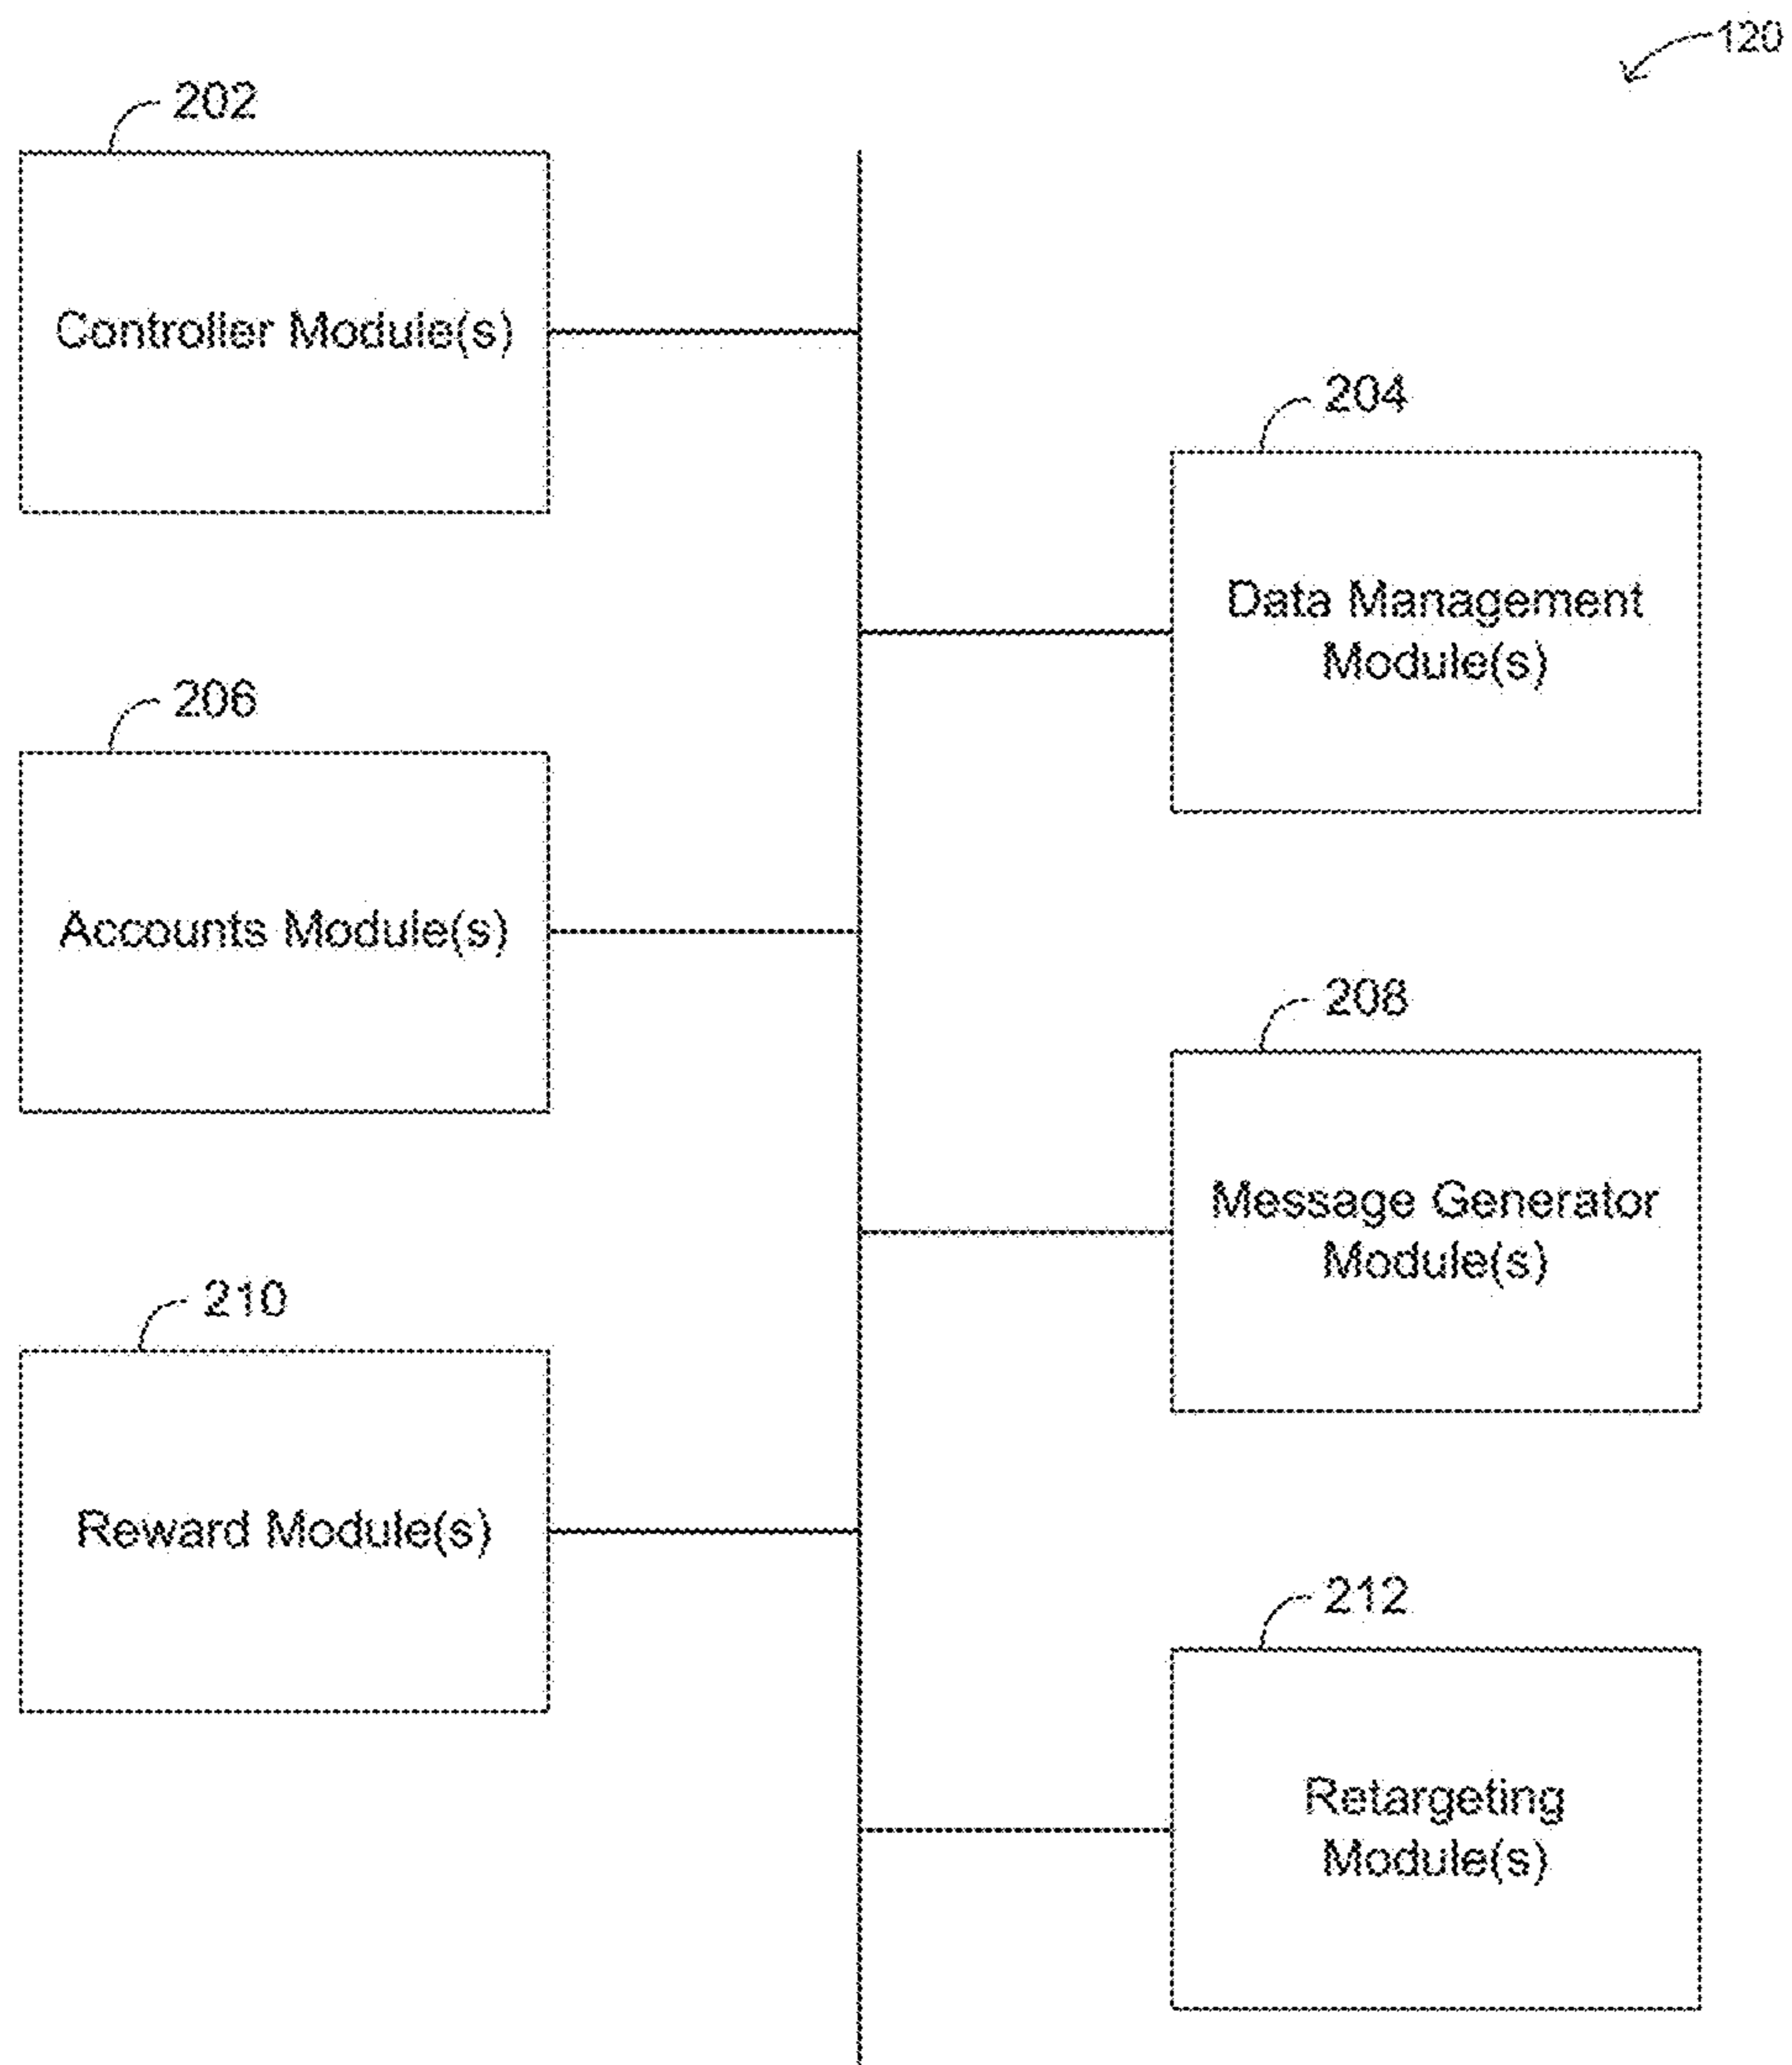 120
202
Controller Module(s)
204
Data Management
Module(s)
206
Accounts Module(s)
208
Message Generator
Module(s)
210
Reward Module(s)
212
Retargeting
Module(s)